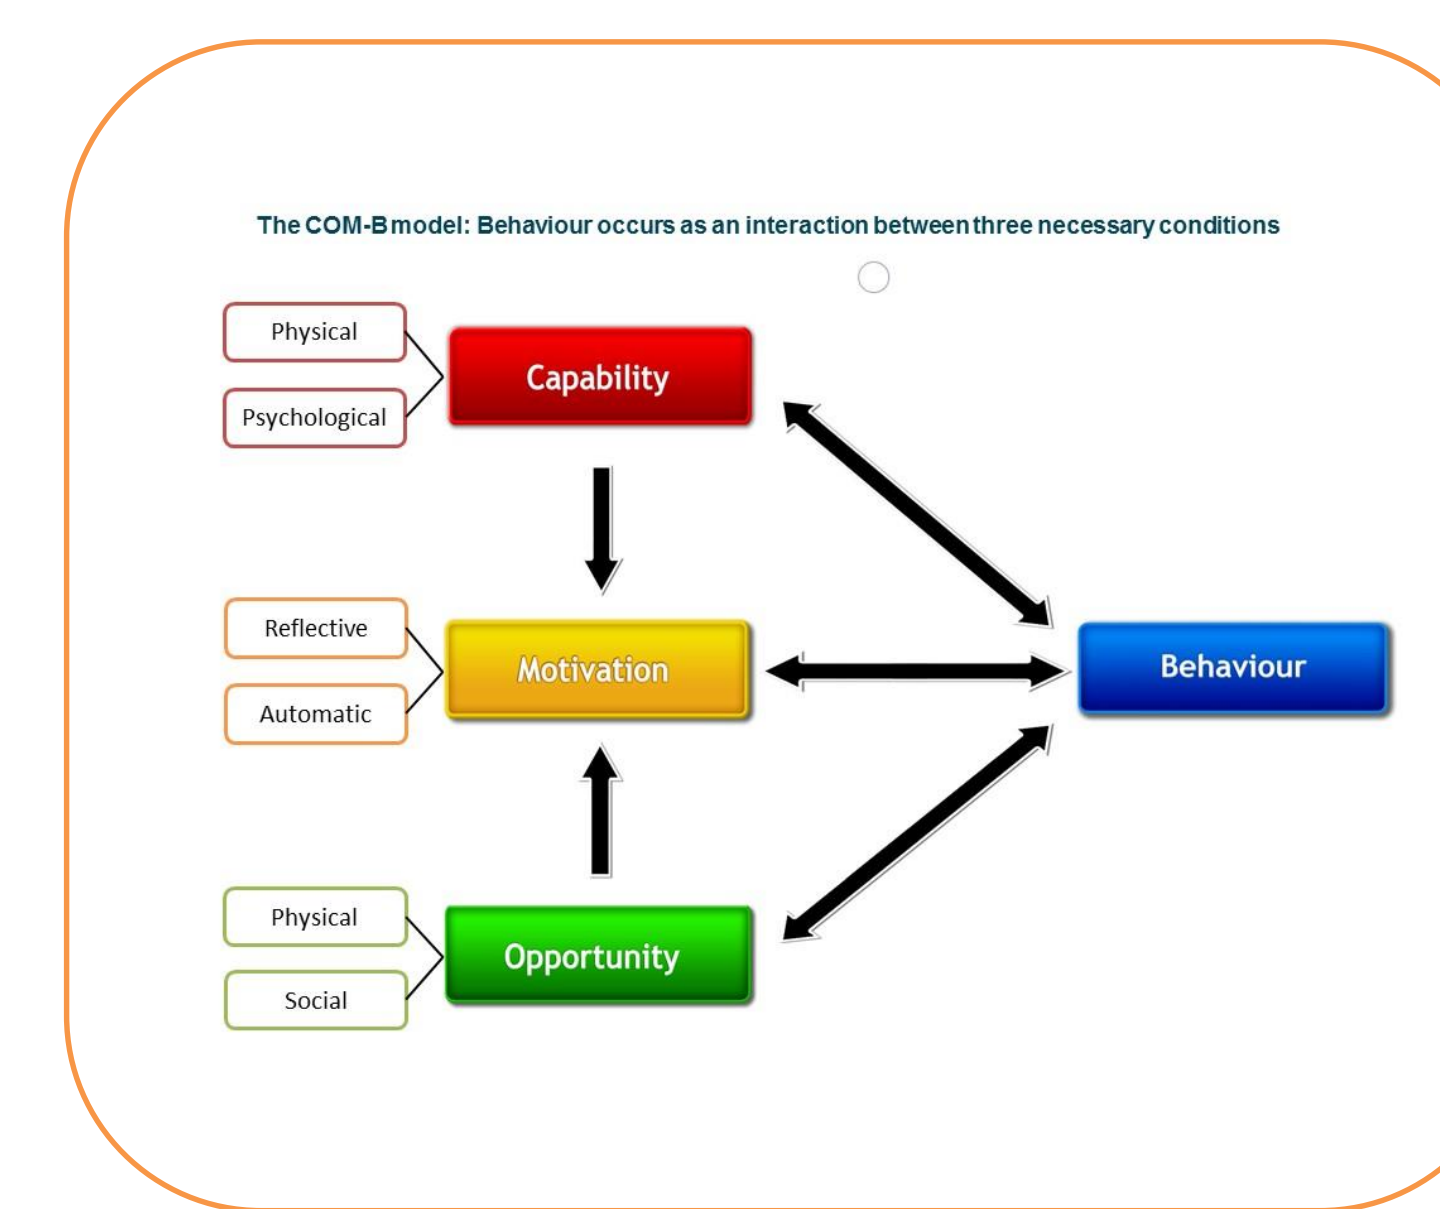 The COM-B model: Behaviour occurs as an interaction between three necessary conditions
Physical
Psychological
Capability
Reflective
Automatic
Motivation
Behaviour
Physical
Social
Opportunity